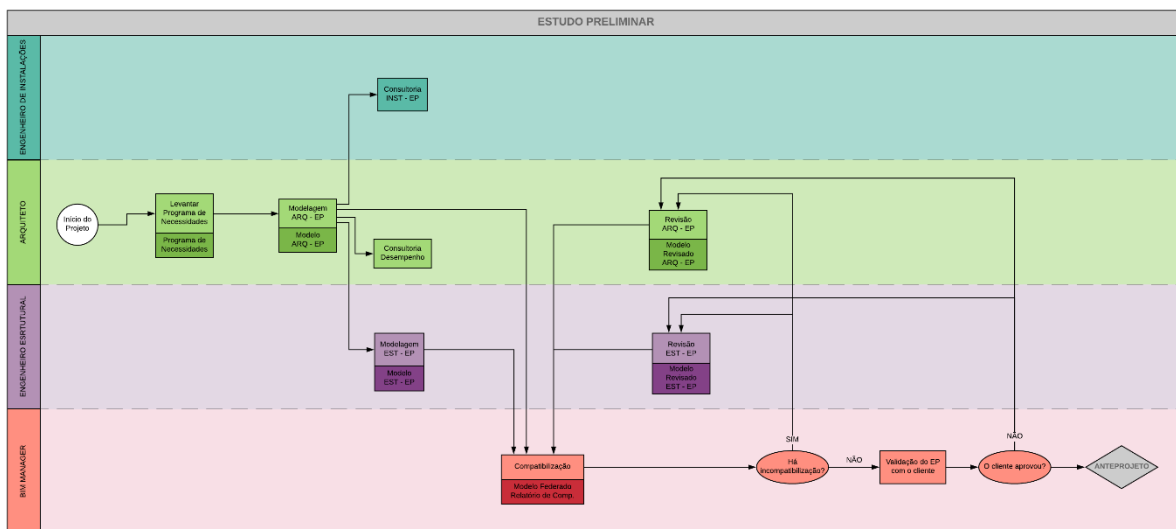 ESTUDO PRELIMINAR
ENGENHEIRO DE INSTALAÇÕES
Consultoria
INST - EP
ARQUITETO
Início do
Projeto
Levantar
Programa de
Necessidades
Programa de
Necessidades
Modelagem
ARQ - EP
Modelo
ARQ - EP
Consultoria
Desempenho
Revisão
ARQ - EP
Modelo
Revisado
ARQ - EP
ENGENHEIRO ESRTUTURAL
Modelagem
EST - EP
Modelo
EST - EP
Revisão
EST - EP
Modelo
Revisado
EST - EP
BIM MANAGER
Compatibilização
Modelo Federado
Relatório de Comp.
SIM
Há
incompatibilização?
NÃO
Validação do EP
com o cliente
NÃO
O cliente aprovou?
ANTEPROJETO